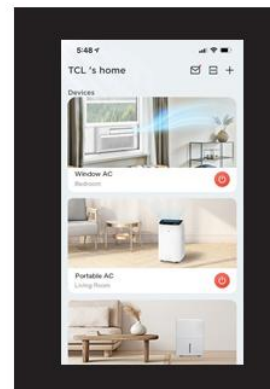 5:48
TCL 's home
Devices
Window AC
Bedroom
Portable AC
Living Room